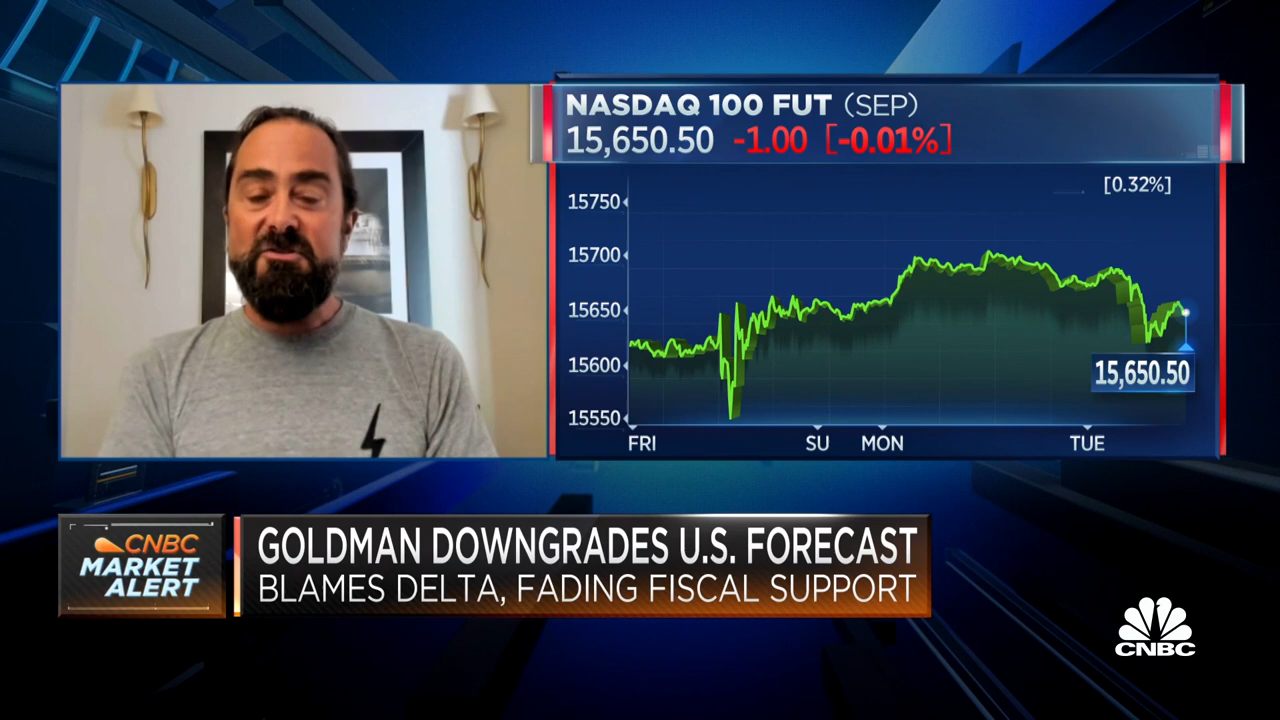 NASDAQ 100 FUT (SEP)
15,650.50 -1.00 [-0.01%]
[0.32%]
15750
15700
15650
15600
15550
15,650.50
FRI SU MON TUE
CNBC
MARKET
ALERT
GOLDMAN DOWNGRADES U.S. FORECAST
BLAMES DELTA, FADING FISCAL SUPPORT
CNBC